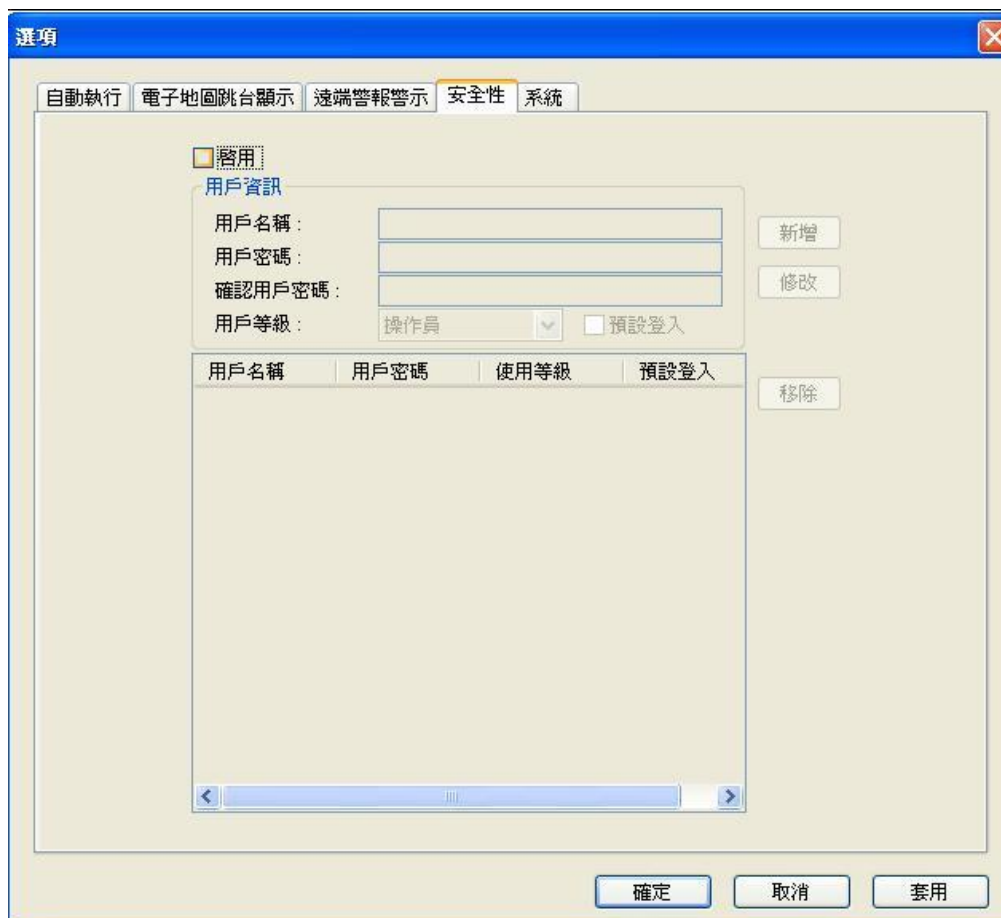 選項
自動執行 電子地圖跳台顯示 遠端警報警示 安全性 系統
啓用
用戶資訊
用戶名稱 :
新增
用戶密碼 :
確認用戶密碼 :
修改
用戶等級 : 操作員 預設登入
用戶名稱 用戶密碼 使用等級 預設登入
移除
確定 取消 套用